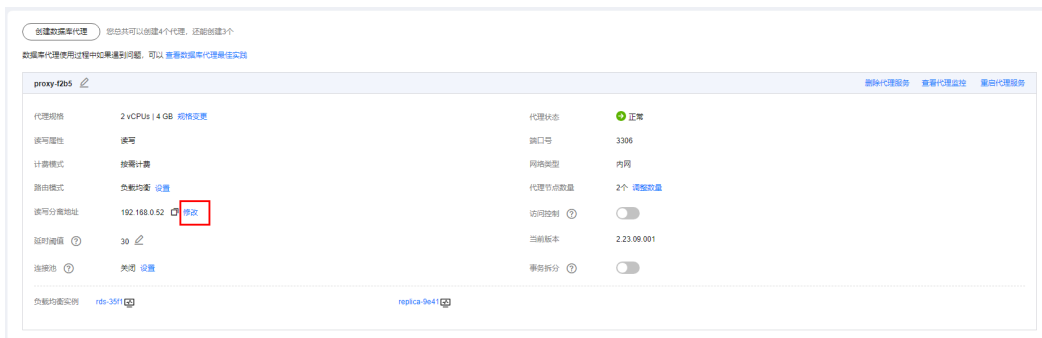 创建数据库代理 您总共可以创建4个代理，还能创建3个
数据库代理使用过程中如果遇到问题，可以 查看数据库代理最佳实践
proxy-f2b5 删除代理服务 查看代理监控 重启代理服务
代理规格 2 vCPUs | 4 GB 规格变更 代理状态 正常
读写属性 读写 端口号 3306
计费模式 按需计费 网络类型 内网
路由模式 负载均衡 设置 代理节点数量 2个 调整数量
读写分离地址 192.168.0.52 修改 访问控制
延时阈值 30 当前版本 2.23.09.001
连接池 关闭 设置 事务拆分
负载均衡实例 rds-35f1 replica-9e41